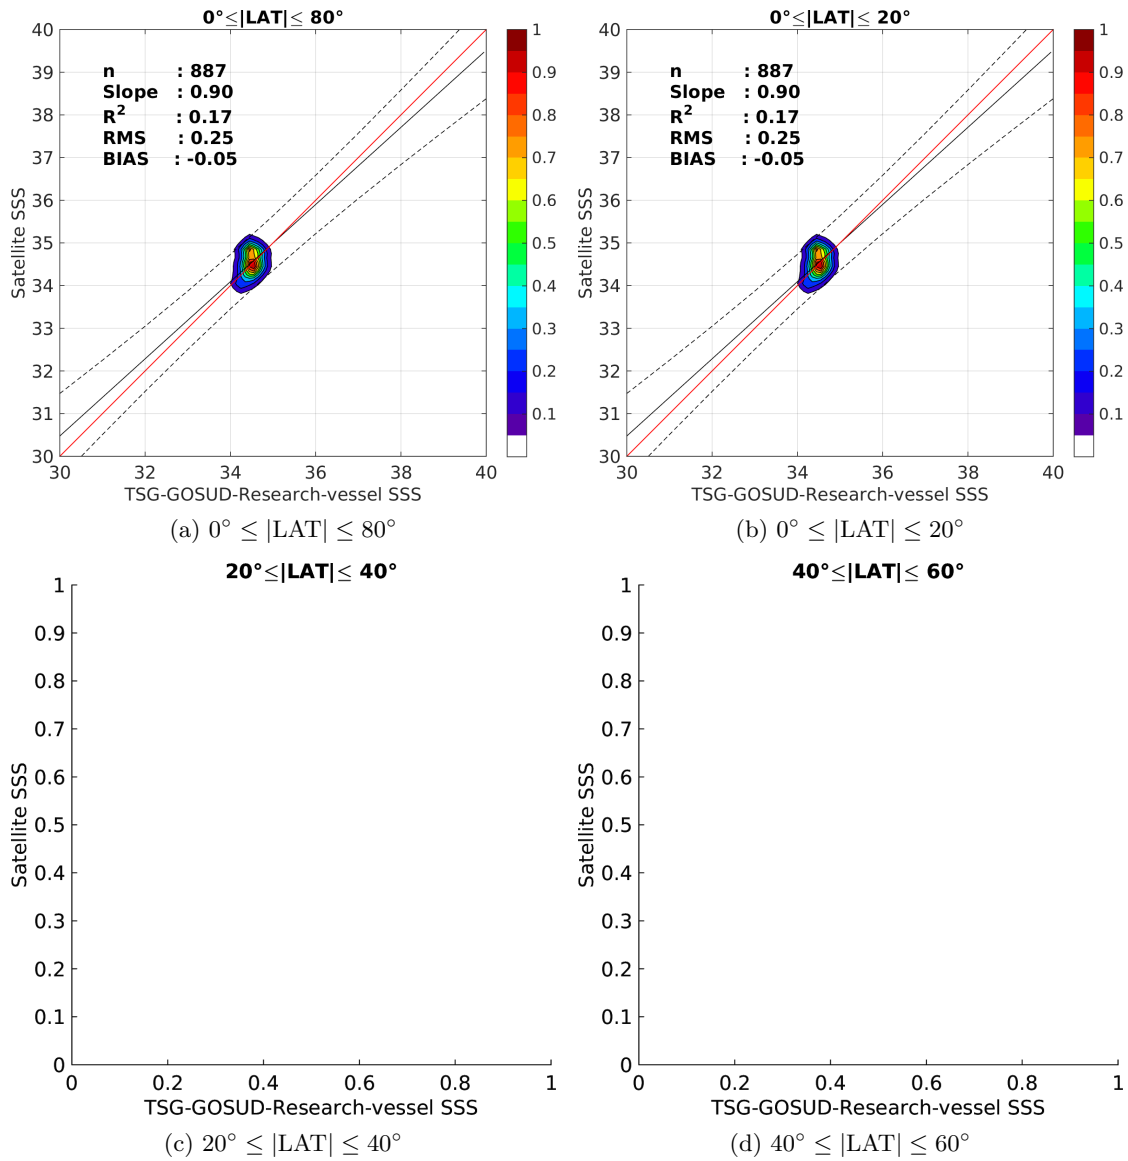 0°≤|LAT|≤ 80°
n : 887
Slope : 0.90
R² : 0.17
RMS : 0.25
BIAS : -0.05
40
39
38
37
36
35
34
33
32
31
30
Satellite SSS
30 32 34 36 38 40
TSG-GOSUD-Research-vessel SSS
1
0.9
0.8
0.7
0.6
0.5
0.4
0.3
0.2
0.1
(a) 0° ≤ |LAT| ≤ 80°
0°≤|LAT|≤ 20°
n : 887
Slope : 0.90
R² : 0.17
RMS : 0.25
BIAS : -0.05
40
39
38
37
36
35
34
33
32
31
30
Satellite SSS
30 32 34 36 38 40
TSG-GOSUD-Research-vessel SSS
1
0.9
0.8
0.7
0.6
0.5
0.4
0.3
0.2
0.1
(b) 0° ≤ |LAT| ≤ 20°
20°≤|LAT|≤ 40°
1
0.9
0.8
0.7
0.6
0.5
0.4
0.3
0.2
0.1
0
Satellite SSS
0 0.2 0.4 0.6 0.8 1
TSG-GOSUD-Research-vessel SSS
(c) 20° ≤ |LAT| ≤ 40°
40°≤|LAT|≤ 60°
1
0.9
0.8
0.7
0.6
0.5
0.4
0.3
0.2
0.1
0
Satellite SSS
0 0.2 0.4 0.6 0.8 1
TSG-GOSUD-Research-vessel SSS
(d) 40° ≤ |LAT| ≤ 60°